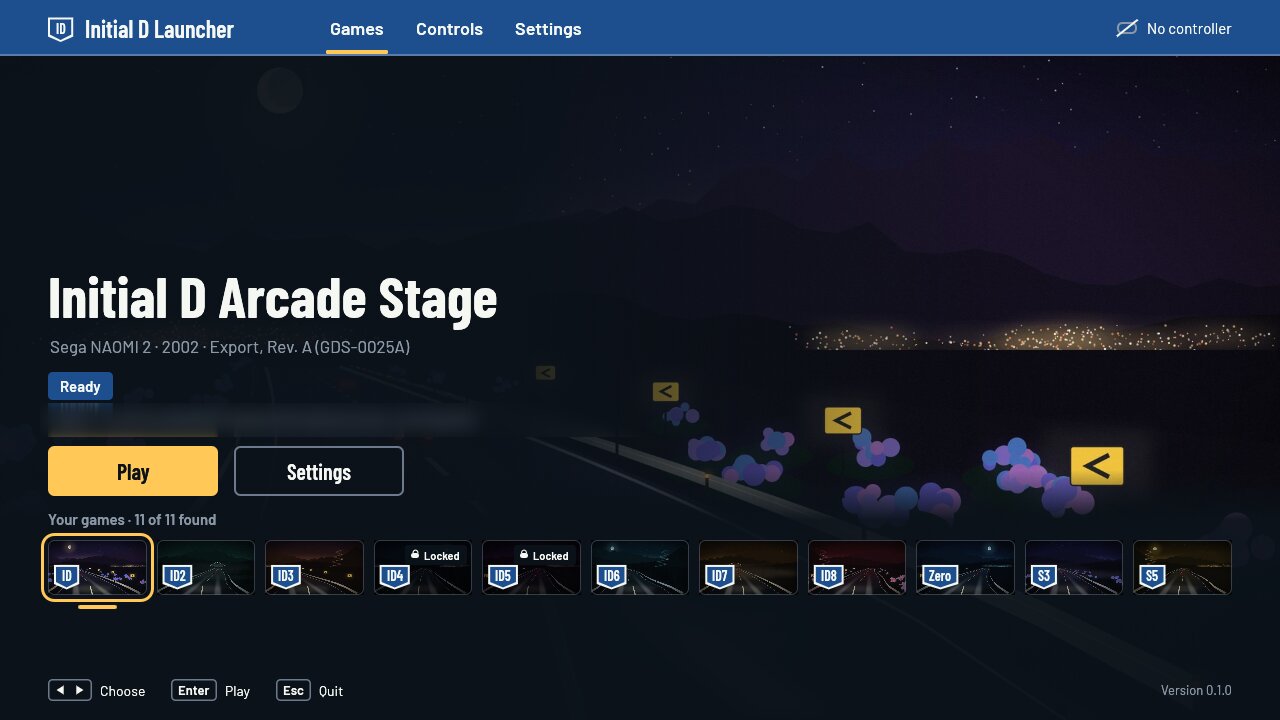 ID Initial D Launcher
Games Controls Settings
No controller
Initial D Arcade Stage
Sega NAOMI 2 · 2002 · Export, Rev. A (GDS-0025A)
Ready
Play Settings
Your games · 11 of 11 found
Locked Locked
ID ID2 ID3 ID4 ID5 ID6 ID7 ID8 Zero S3 S5
Choose Enter Play Esc Quit
Version 0.1.0